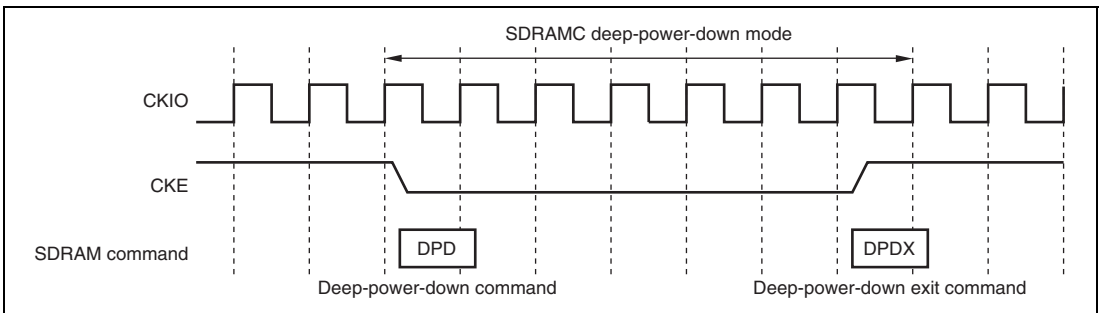 SDRAMC deep-power-down mode
CKIO
CKE
SDRAM command
DPD
DPDX
Deep-power-down command
Deep-power-down exit command